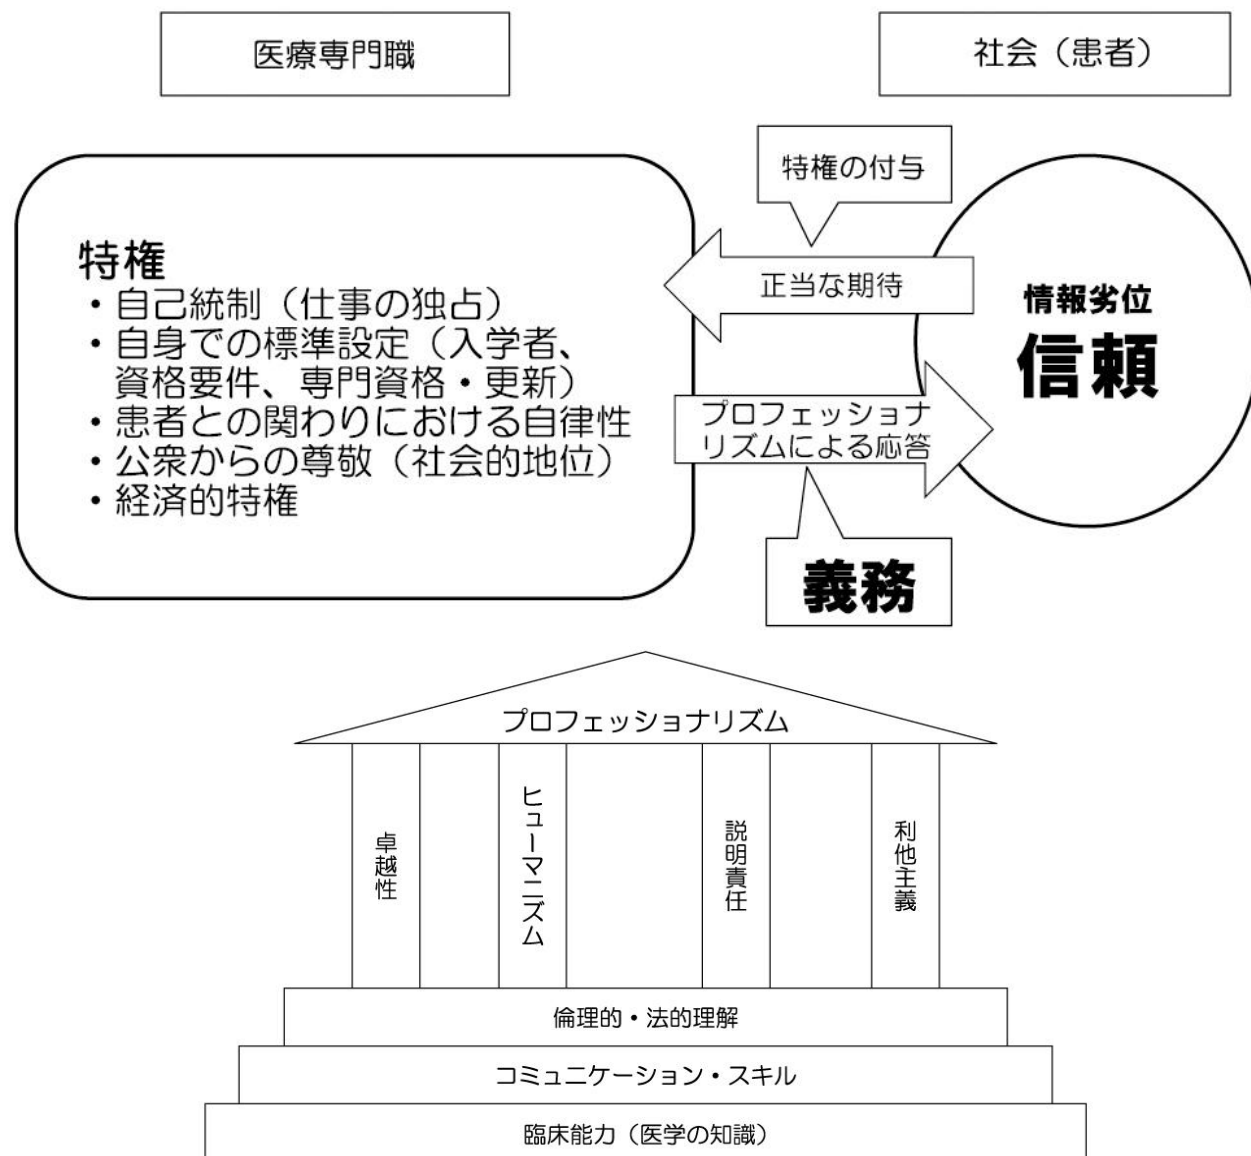 医療専門職
社会（患者）
特権の付与
特権
・自己統制（仕事の独占）
・自身での標準設定（入学者、
資格要件、専門資格・更新）
・患者との関わりにおける自律性
・公衆からの尊敬（社会的地位）
・経済的特権
正当な期待
プロフェッショナ
リズムによる応答
義務
情報劣位
信頼
プロフェッショナリズム
卓越性
ヒューマニズム
説明責任
利他主義
倫理的・法的理解
コミュニケーション・スキル
臨床能力（医学の知識）